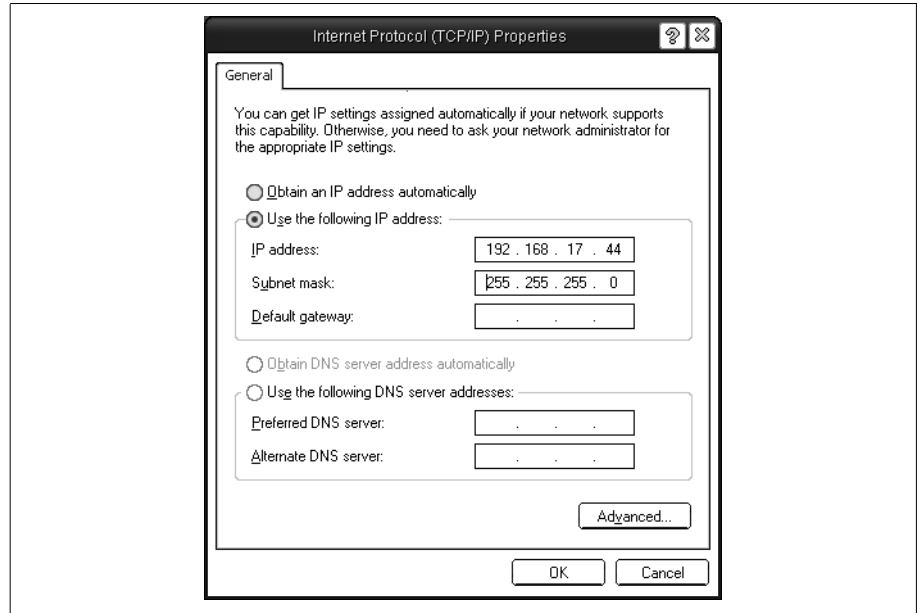 Internet Protocol (TCP/IP) Properties
General
You can get IP settings assigned automatically if your network supports
this capability. Otherwise, you need to ask your network administrator for
the appropriate IP settings.
Obtain an IP address automatically
Use the following IP address:
IP address: 192 . 168 . 17 . 44
Subnet mask: 255 . 255 . 255 . 0
Default gateway: . . .
Obtain DNS server address automatically
Use the following DNS server addresses:
Preferred DNS server: . . .
Alternate DNS server: . . .
Advanced...
OK Cancel